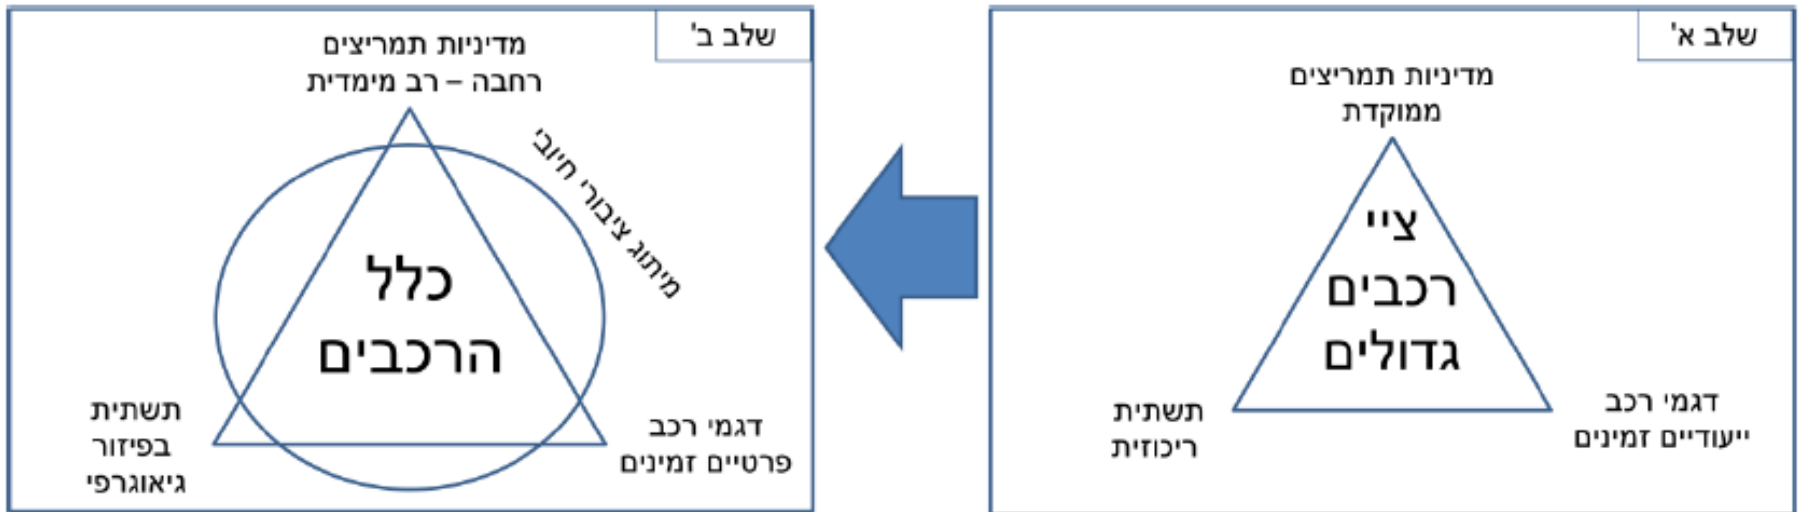 שלב א'
מדיניות תמריצים
ממוקדת
ציי
רכבים
גדולים
דגמי רכב
ייעודיים זמינים
תשתית
ריכוזית
שלב ב'
מדיניות תמריצים
רחבה – רב מימדית
מיתוג ציבורי חיובי
כלל
הרכבים
דגמי רכב
פרטיים זמינים
תשתית
בפיזור
גיאוגרפי